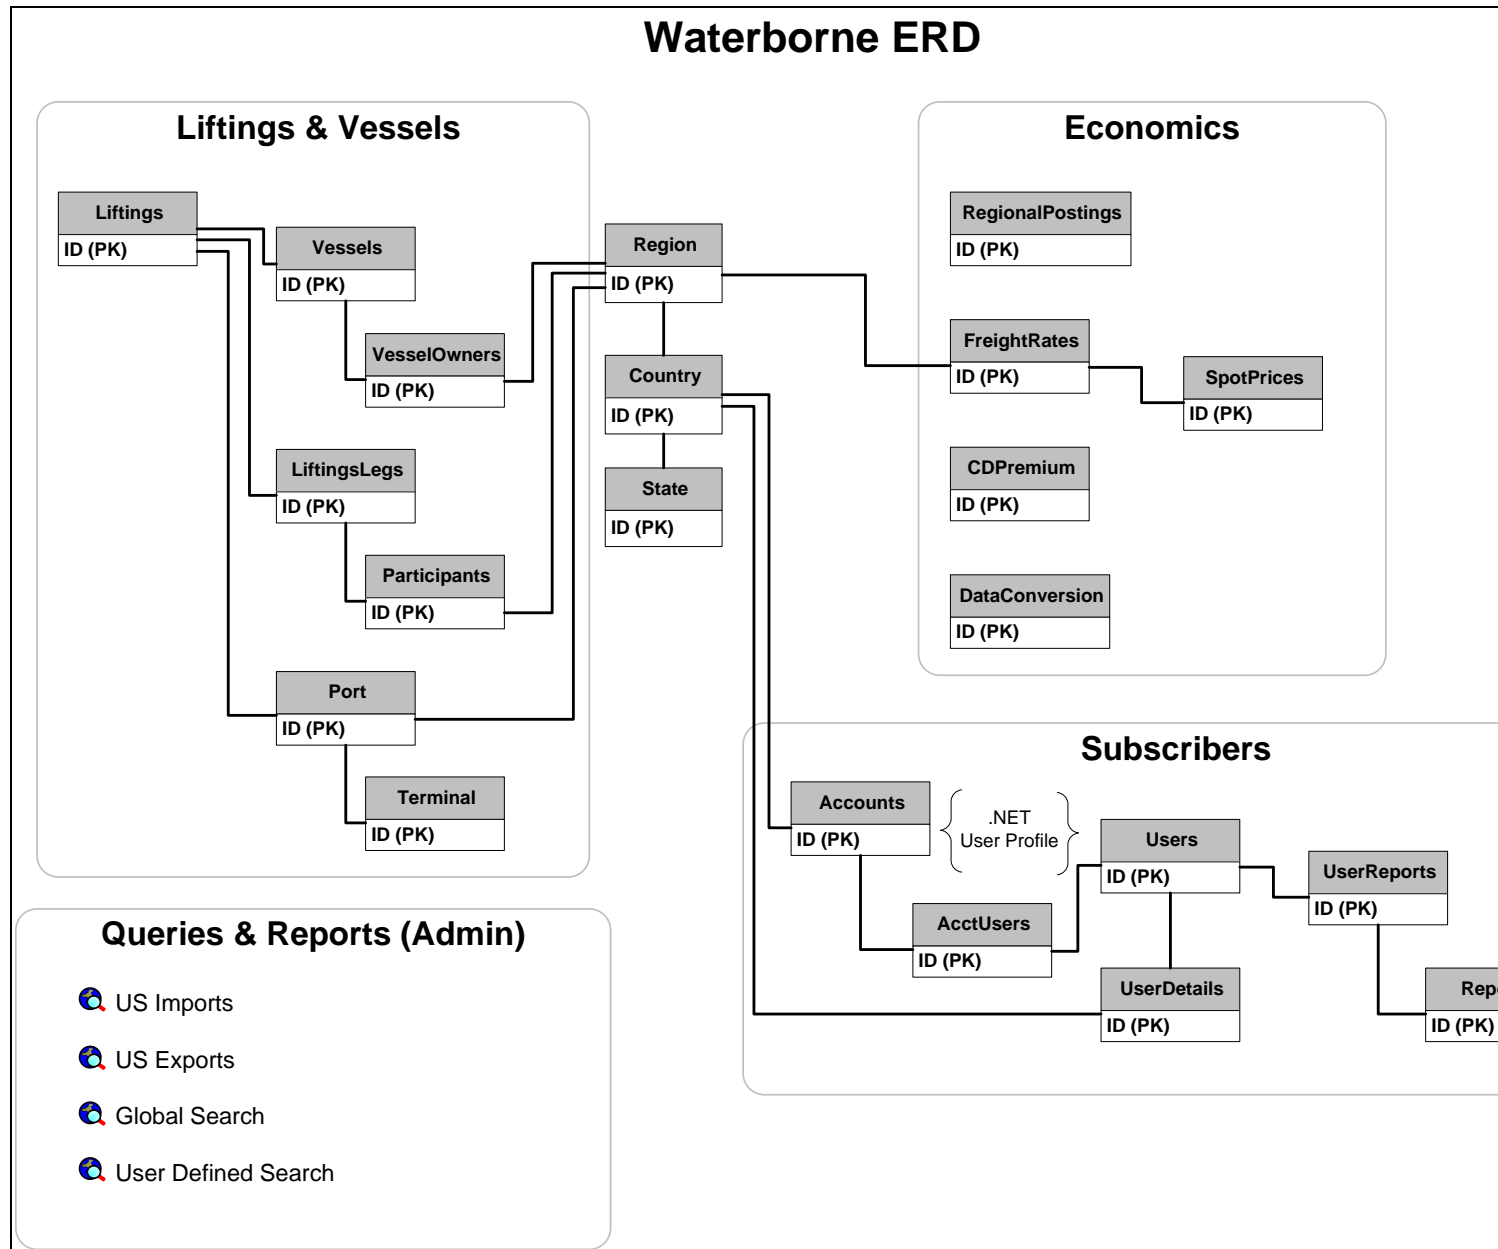 Waterborne ERD
Liftings & Vessels
Liftings
ID (PK)
Vessels
ID (PK)
VesselOwners
ID (PK)
LiftingsLegs
ID (PK)
Participants
ID (PK)
Port
ID (PK)
Terminal
ID (PK)
Region
ID (PK)
Country
ID (PK)
State
ID (PK)
Economics
RegionalPostings
ID (PK)
FreightRates
ID (PK)
SpotPrices
ID (PK)
CDPremium
ID (PK)
DataConversion
ID (PK)
Subscribers
Accounts
ID (PK)
.NET
User Profile
Users
ID (PK)
UserReports
ID (PK)
AcctUsers
ID (PK)
UserDetails
ID (PK)
ID (PK)
Queries & Reports (Admin)
US Imports
US Exports
Global Search
User Defined Search